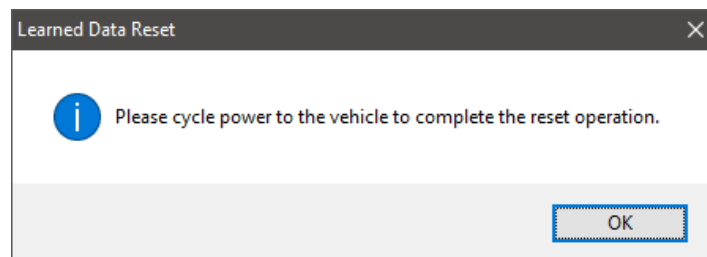 Learned Data Reset
Please cycle power to the vehicle to complete the reset operation.
OK